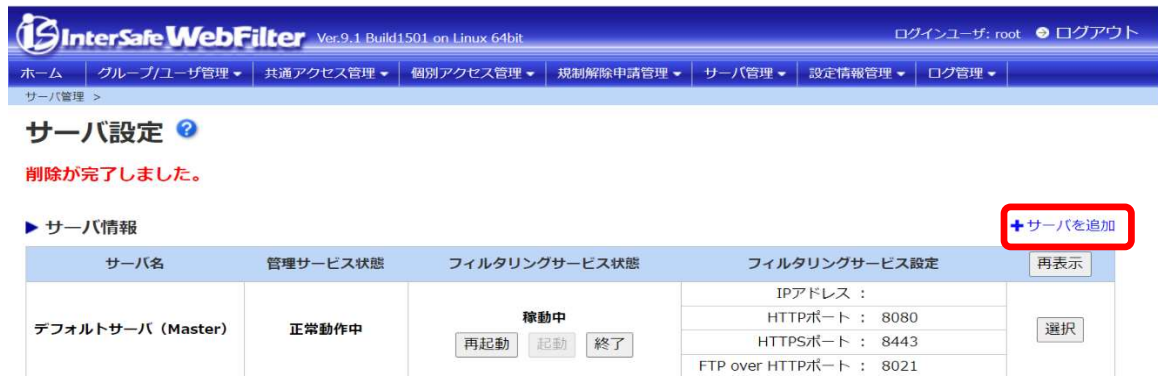 InterSafe WebFilter Ver.9.1 Build1501 on Linux 64bit ログインユーザ: root ログアウト
ホーム グループ/ユーザ管理 共通アクセス管理 個別アクセス管理 規制解除申請管理 サーバ管理 設定情報管理 ログ管理
サーバ管理 >
サーバ設定 ?
削除が完了しました。
サーバ情報 +サーバを追加
サーバ名 管理サービス状態 フィルタリングサービス状態 フィルタリングサービス設定 再表示
IPアドレス :
デフォルトサーバ（Master） 正常動作中 稼動中 HTTPポート : 8080 選択
再起動 起動 終了 HTTPSポート : 8443
FTP over HTTPポート : 8021